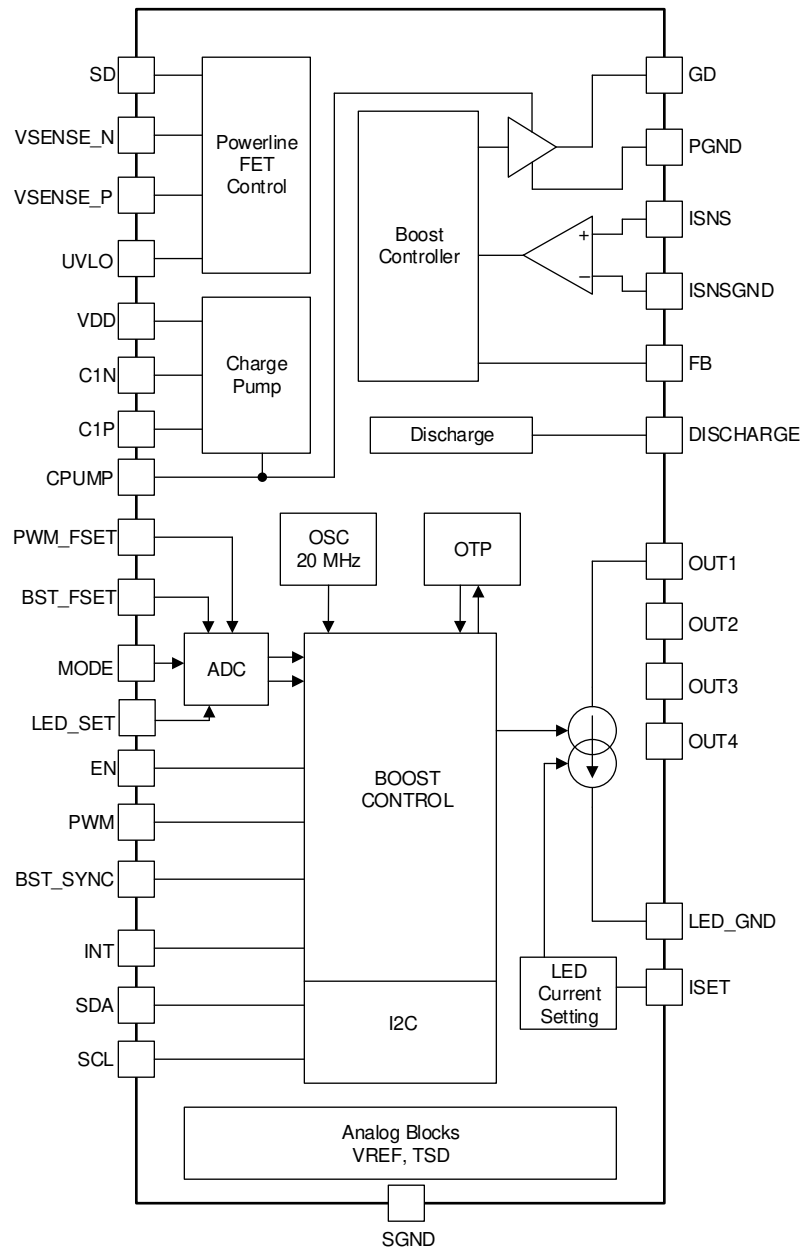 SD
VSENSE_N
VSENSE_P
UVLO
VDD
C1N
C1P
CPUMP
PWM_FSET
BST_FSET
MODE
LED_SET
EN
PWM
BST_SYNC
INT
SDA
SCL
Powerline
FET
Control
Charge
Pump
ADC
OSC
20 MHz
OTP
BOOST
CONTROL
I2C
Boost
Controller
+
−
Discharge
LED
Current
Setting
Analog Blocks
VREF, TSD
GD
PGND
ISNS
ISNSGND
FB
DISCHARGE
OUT1
OUT2
OUT3
OUT4
LED_GND
ISET
SGND